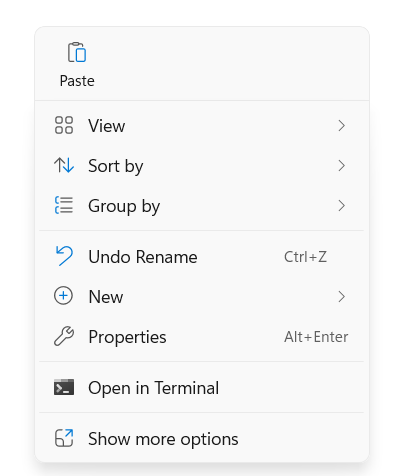 Paste
View
Sort by
Group by
Undo Rename Ctrl+Z
New
Properties Alt+Enter
Open in Terminal
Show more options